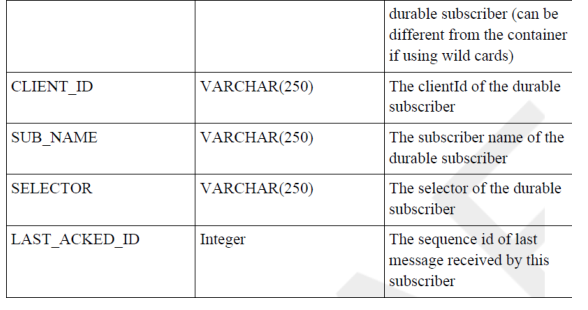 durable subscriber (can be
different from the container
if using wild cards)
CLIENT_ID VARCHAR(250) The clientId of the durable
subscriber
SUB_NAME VARCHAR(250) The subscriber name of the
durable subscriber
SELECTOR VARCHAR(250) The selector of the durable
subscriber
LAST_ACKED_ID Integer The sequence id of last
message received by this
subscriber